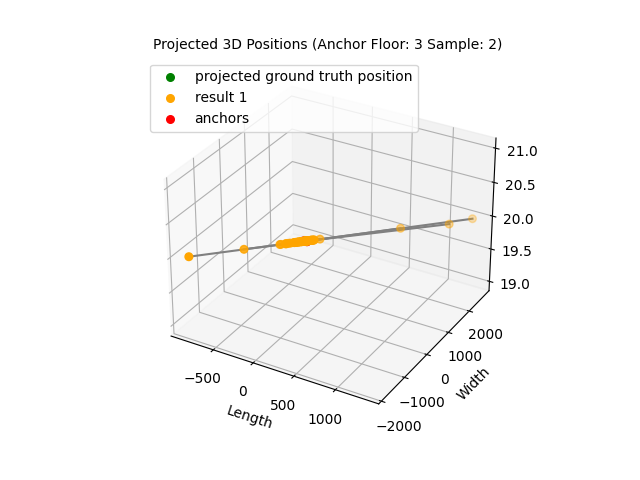 Projected 3D Positions (Anchor Floor: 3 Sample: 2)
projected ground truth position
result 1
anchors
21.0
20.5
20.0
19.5
19.0
2000
1000
0
−1000
−2000
Width
−500
0
500
1000
Length